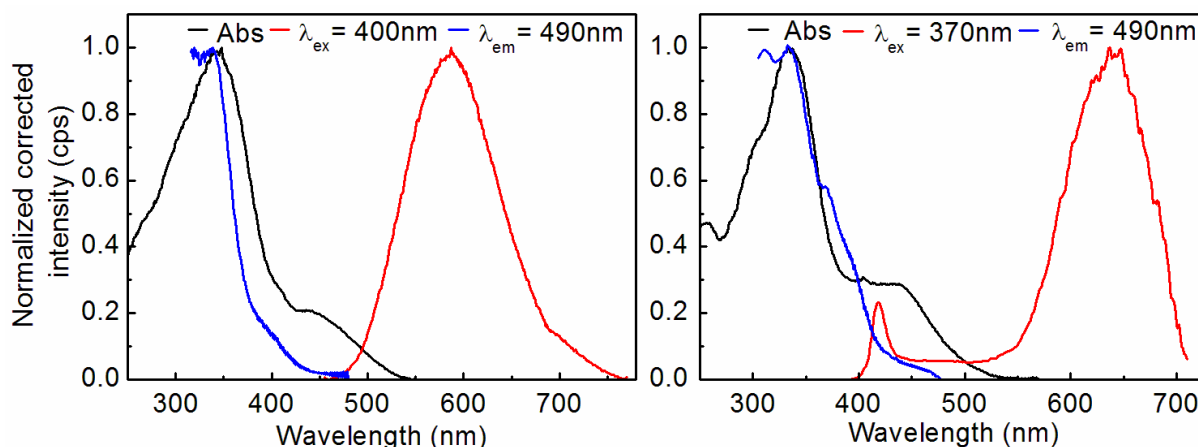 Abs λex = 400nm λem = 490nm
Abs λex = 370nm λem = 490nm
Normalized corrected
intensity (cps)
1.0
0.8
0.6
0.4
0.2
0.0
300 400 500 600 700
Wavelength (nm)
1.0
0.8
0.6
0.4
0.2
0.0
300 400 500 600 700
Wavelength (nm)